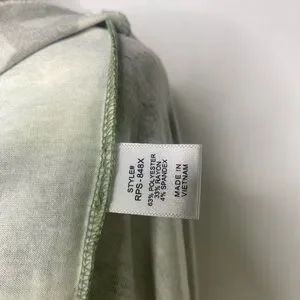 STYLE#
RPS-848X
63% POLYESTER
33% RAYON
4% SPANDEX
MADE IN
VIETNAM